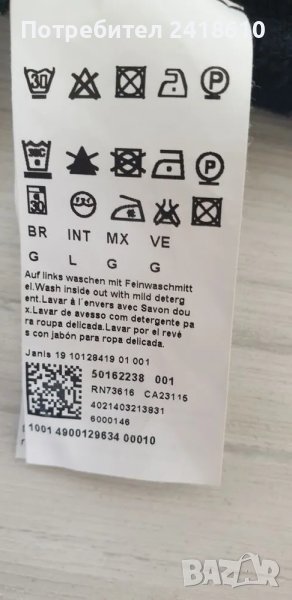 Потребител 2418610
30 P
30C P
30
BR INT MX VE
G L G G
Auf links waschen mit Feinwaschmitt
el.Wash inside out with mild deterg
ent.Lavar à l´envers avec Savon dou
x.Lavar de avesso com detergente pa
ra roupa delicada.Lavar por el revé
s con jabón para ropa delicada.
Janis 19 10128419 01 001
50162238 001
RN73616 CA23115
4021403213831
6000146
1001 4900129634 00010
BAZAR